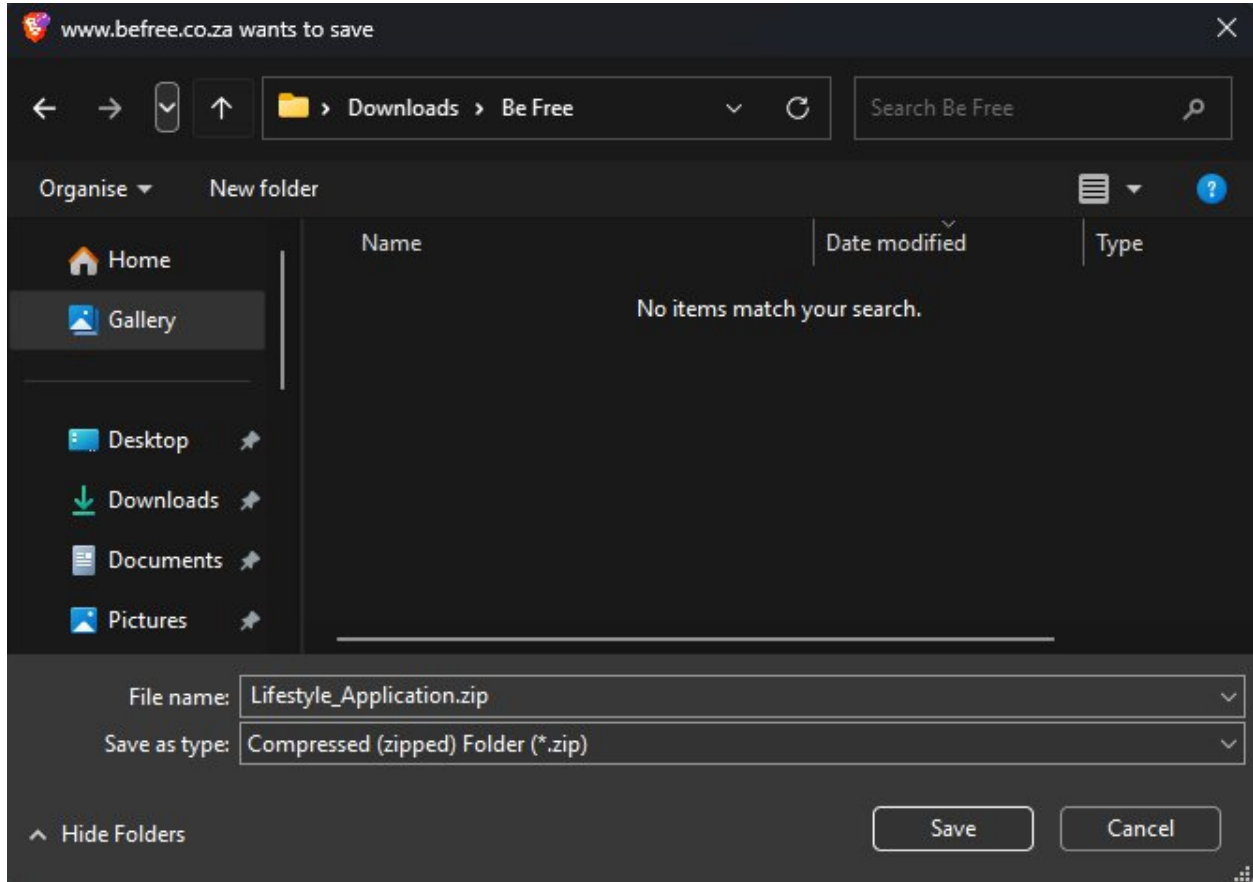 www.befree.co.za wants to save
Downloads › Be Free
Search Be Free
Organise
New folder
Name
Date modified
Type
No items match your search.
Home
Gallery
Desktop
Downloads
Documents
Pictures
File name: Lifestyle_Application.zip
Save as type: Compressed (zipped) Folder (*.zip)
Hide Folders
Save
Cancel